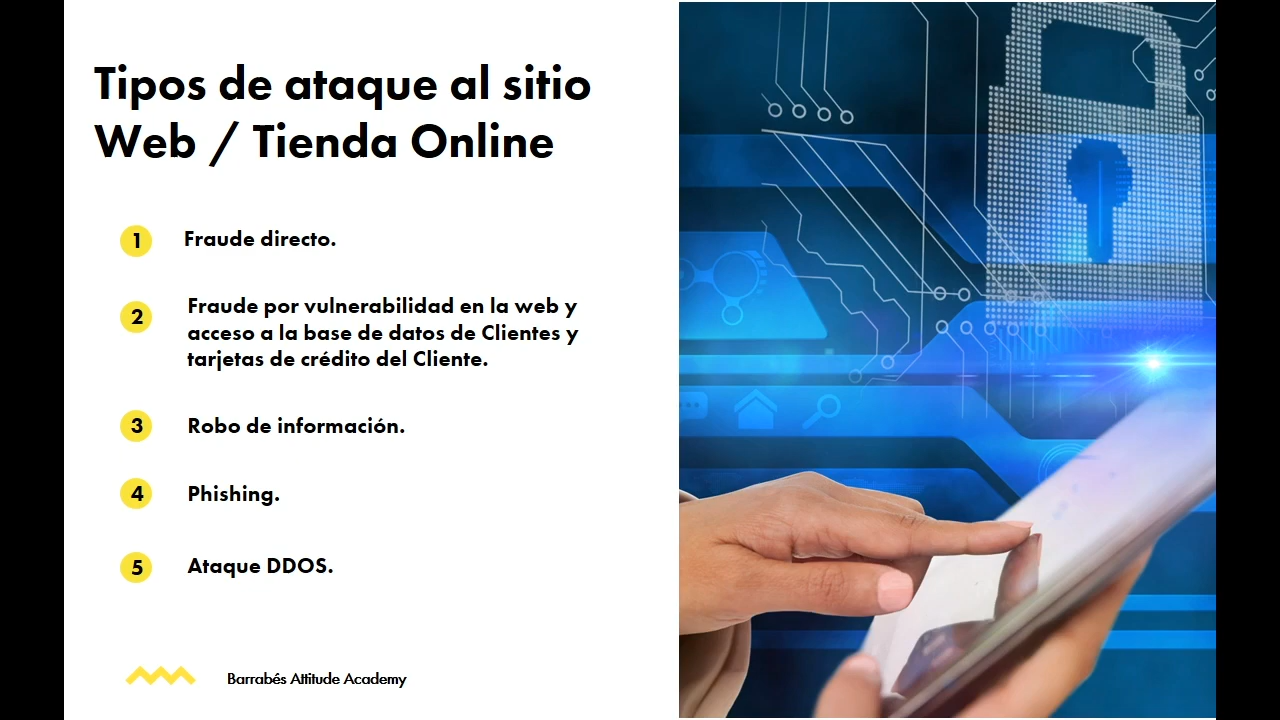 Tipos de ataque al sitio
Web / Tienda Online
1 Fraude directo.
2 Fraude por vulnerabilidad en la web y
acceso a la base de datos de Clientes y
tarjetas de crédito del Cliente.
3 Robo de información.
4 Phishing.
5 Ataque DDOS.
Barrabés Attitude Academy